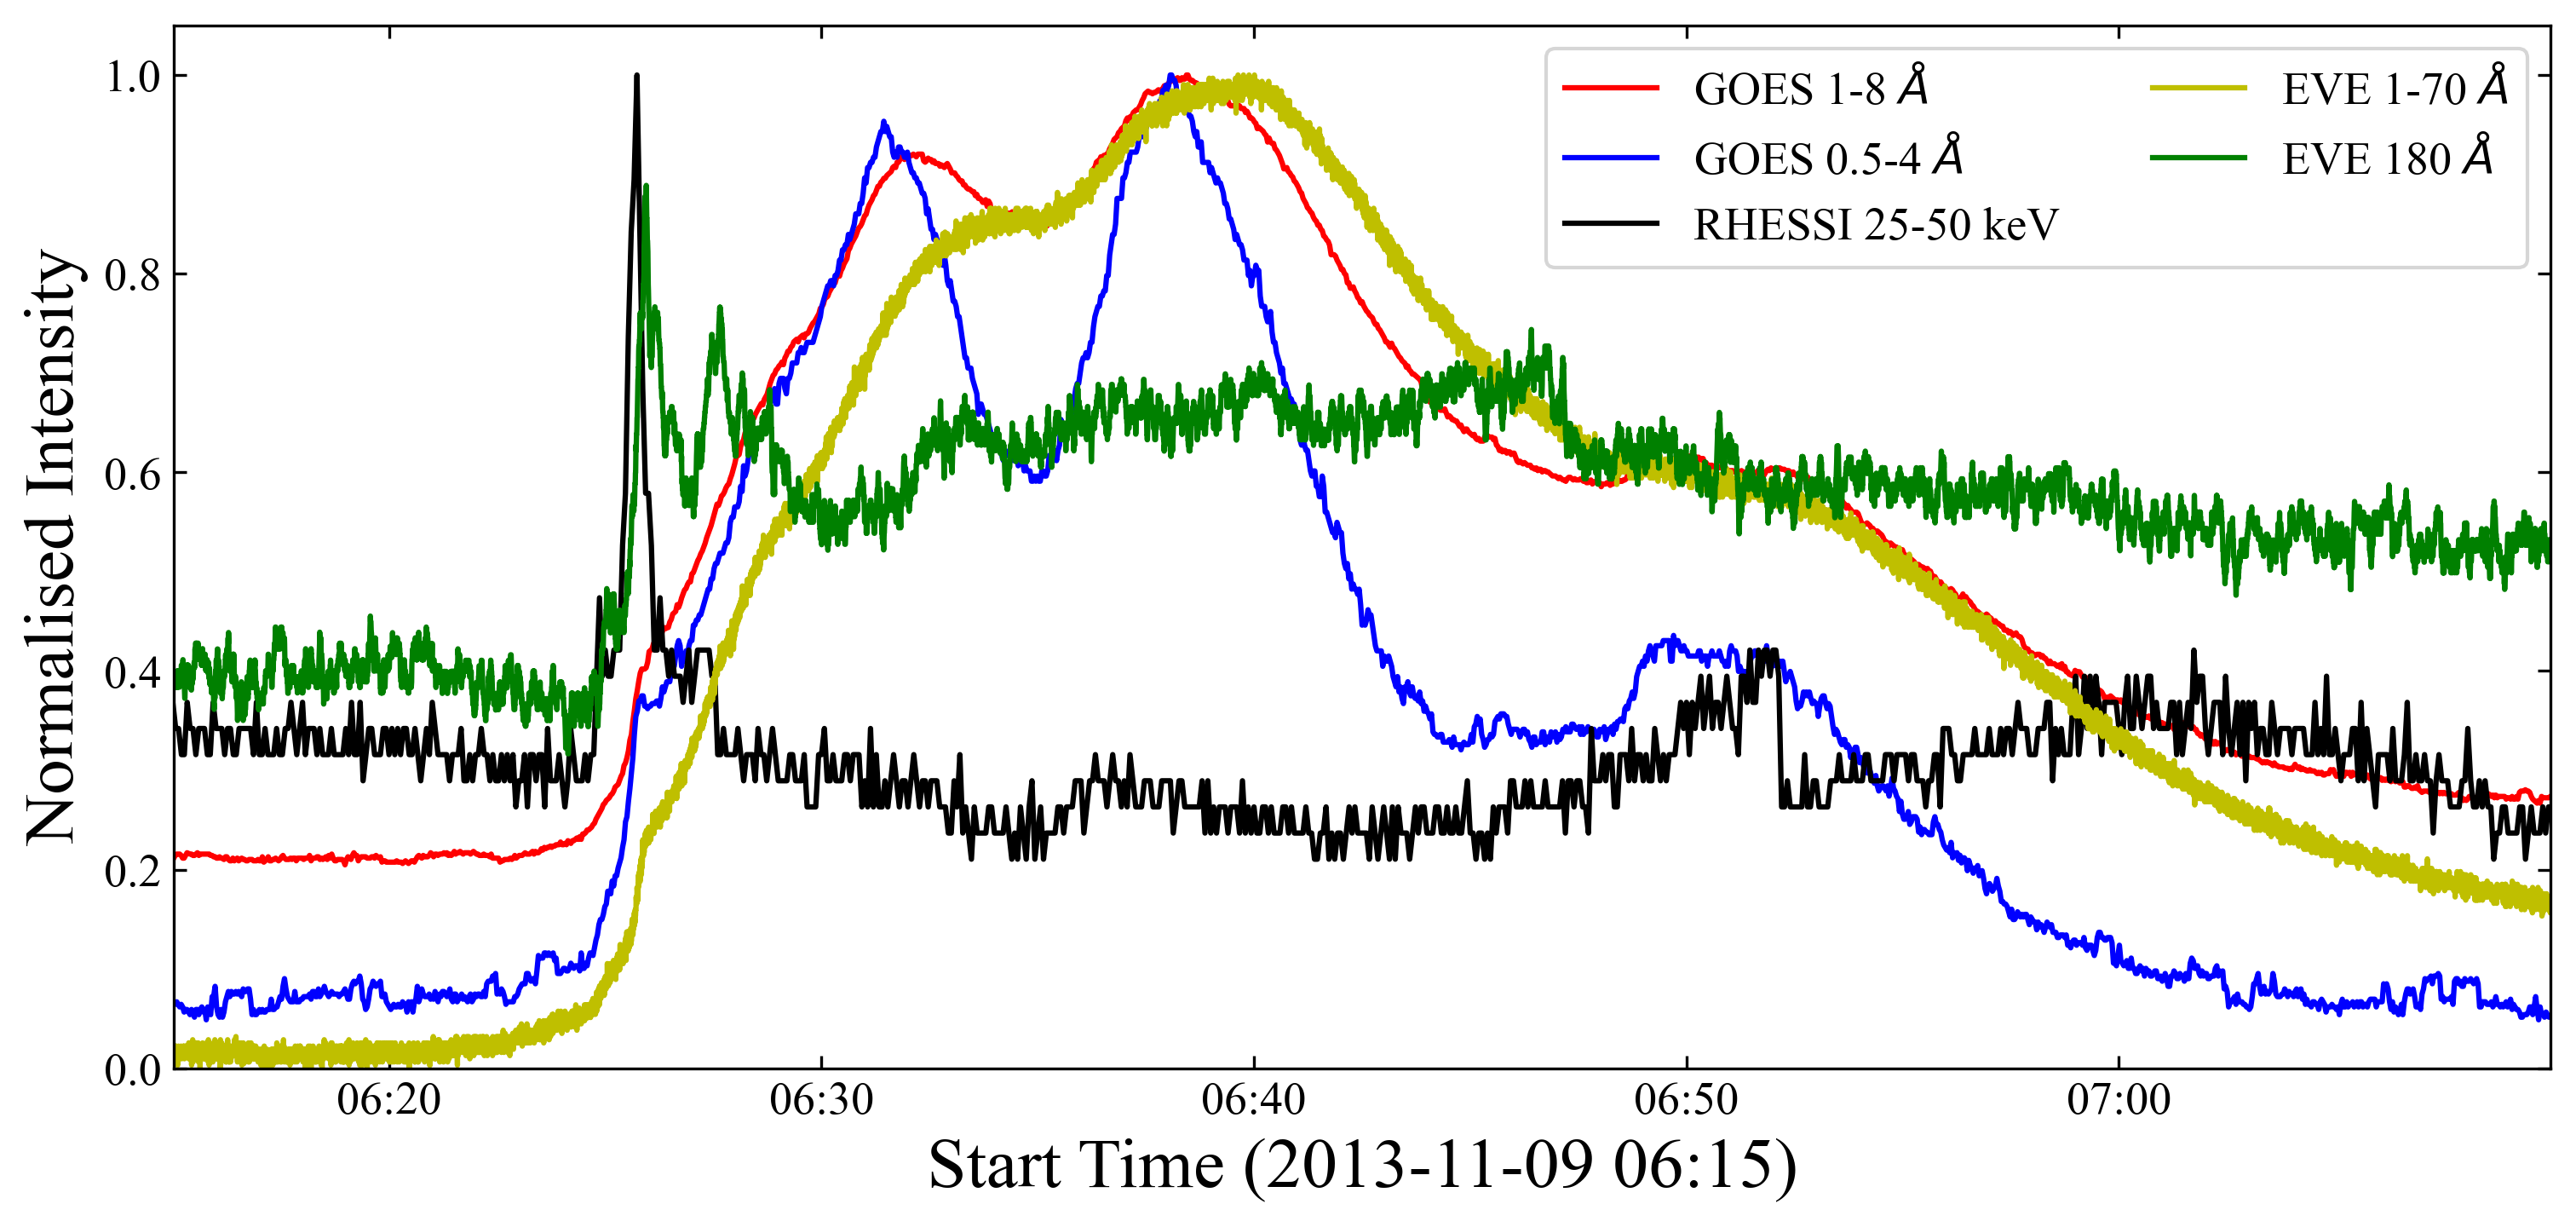 1.0
0.8
0.6
0.4
0.2
0.0
Normalised Intensity
GOES 1-8 Å
GOES 0.5-4 Å
RHESSI 25-50 keV
EVE 1-70 Å
EVE 180 Å
06:20 06:30 06:40 06:50 07:00
Start Time (2013-11-09 06:15)